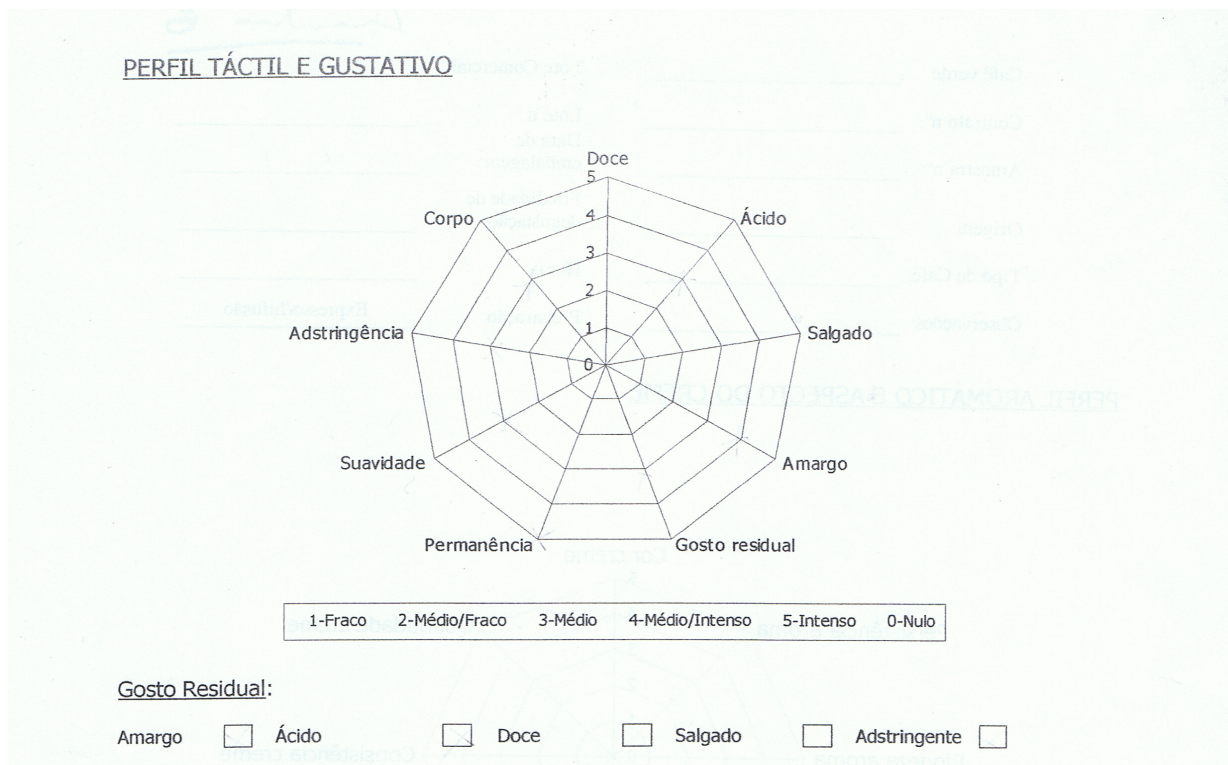 PERFIL TÁCTIL E GUSTATIVO
Doce
5
Corpo
Ácido
4
3
2
Adstringência
1
Salgado
0
Suavidade
Amargo
Permanência
Gosto residual
1-Fraco 2-Médio/Fraco 3-Médio 4-Médio/Intenso 5-Intenso 0-Nulo
Gosto Residual:
Amargo Ácido Doce Salgado Adstringente